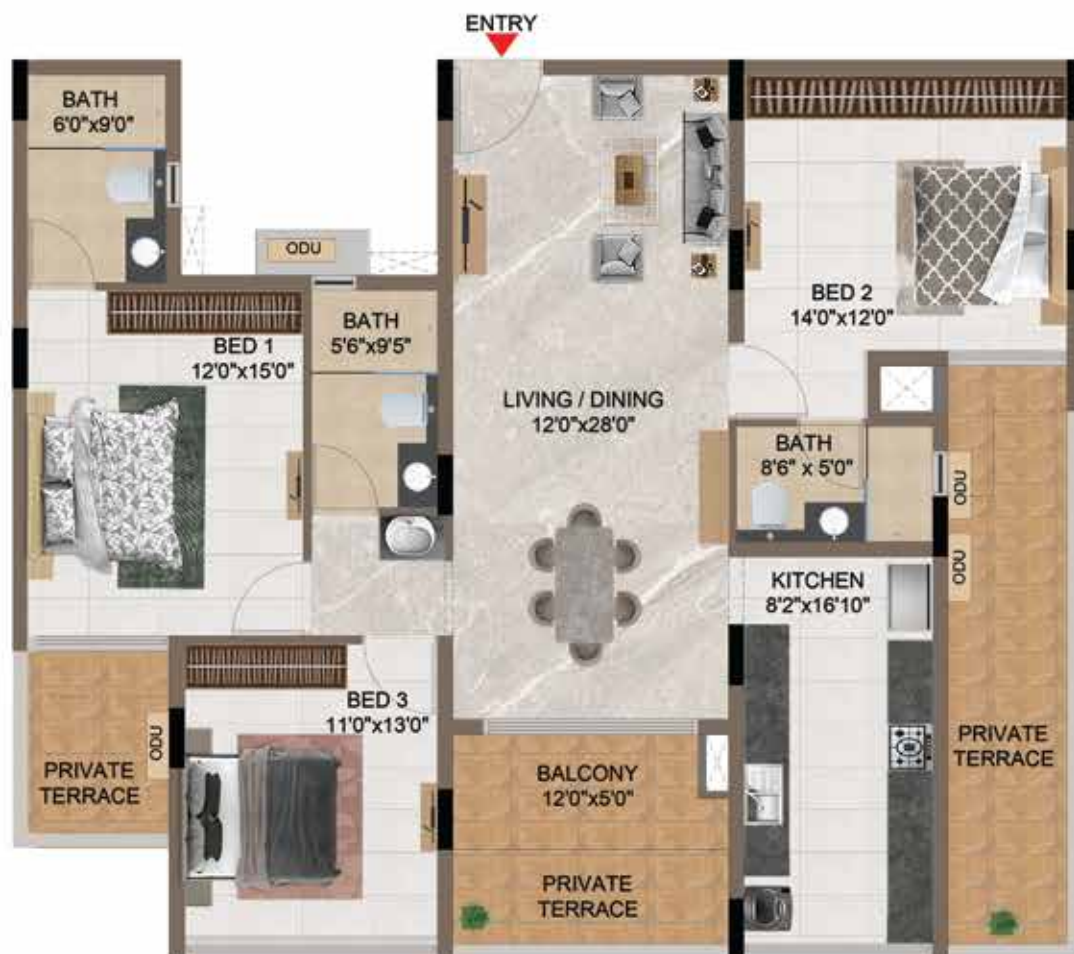 ENTRY
BATH
6'0"x9'0"
ODU
BATH
5'6"x9'5"
BED 1
12'0"x15'0"
BED 2
14'0"x12'0"
LIVING / DINING
12'0"x28'0"
BATH
8'6" x 5'0"
ODU
ODU
KITCHEN
8'2"x16'10"
BED 3
11'0"x13'0"
ODU
PRIVATE
TERRACE
BALCONY
12'0"x5'0"
PRIVATE
TERRACE
PRIVATE
TERRACE